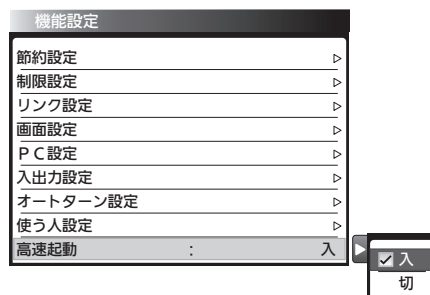 機能設定
節約設定 ▷
制限設定 ▷
リンク設定 ▷
画面設定 ▷
ＰＣ設定 ▷
入出力設定 ▷
オートターン設定 ▷
使う人設定 ▷
高速起動 : 入
入
切